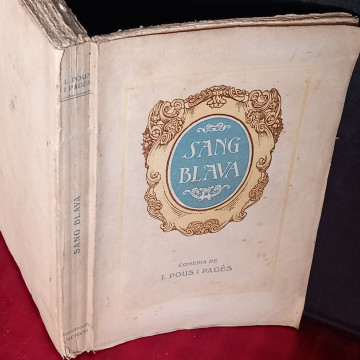 I. POUS
I PAGÈS
SANG BLAVA
SANG
BLAVA
COMEDIA DE
I. POUS I PAGÈS